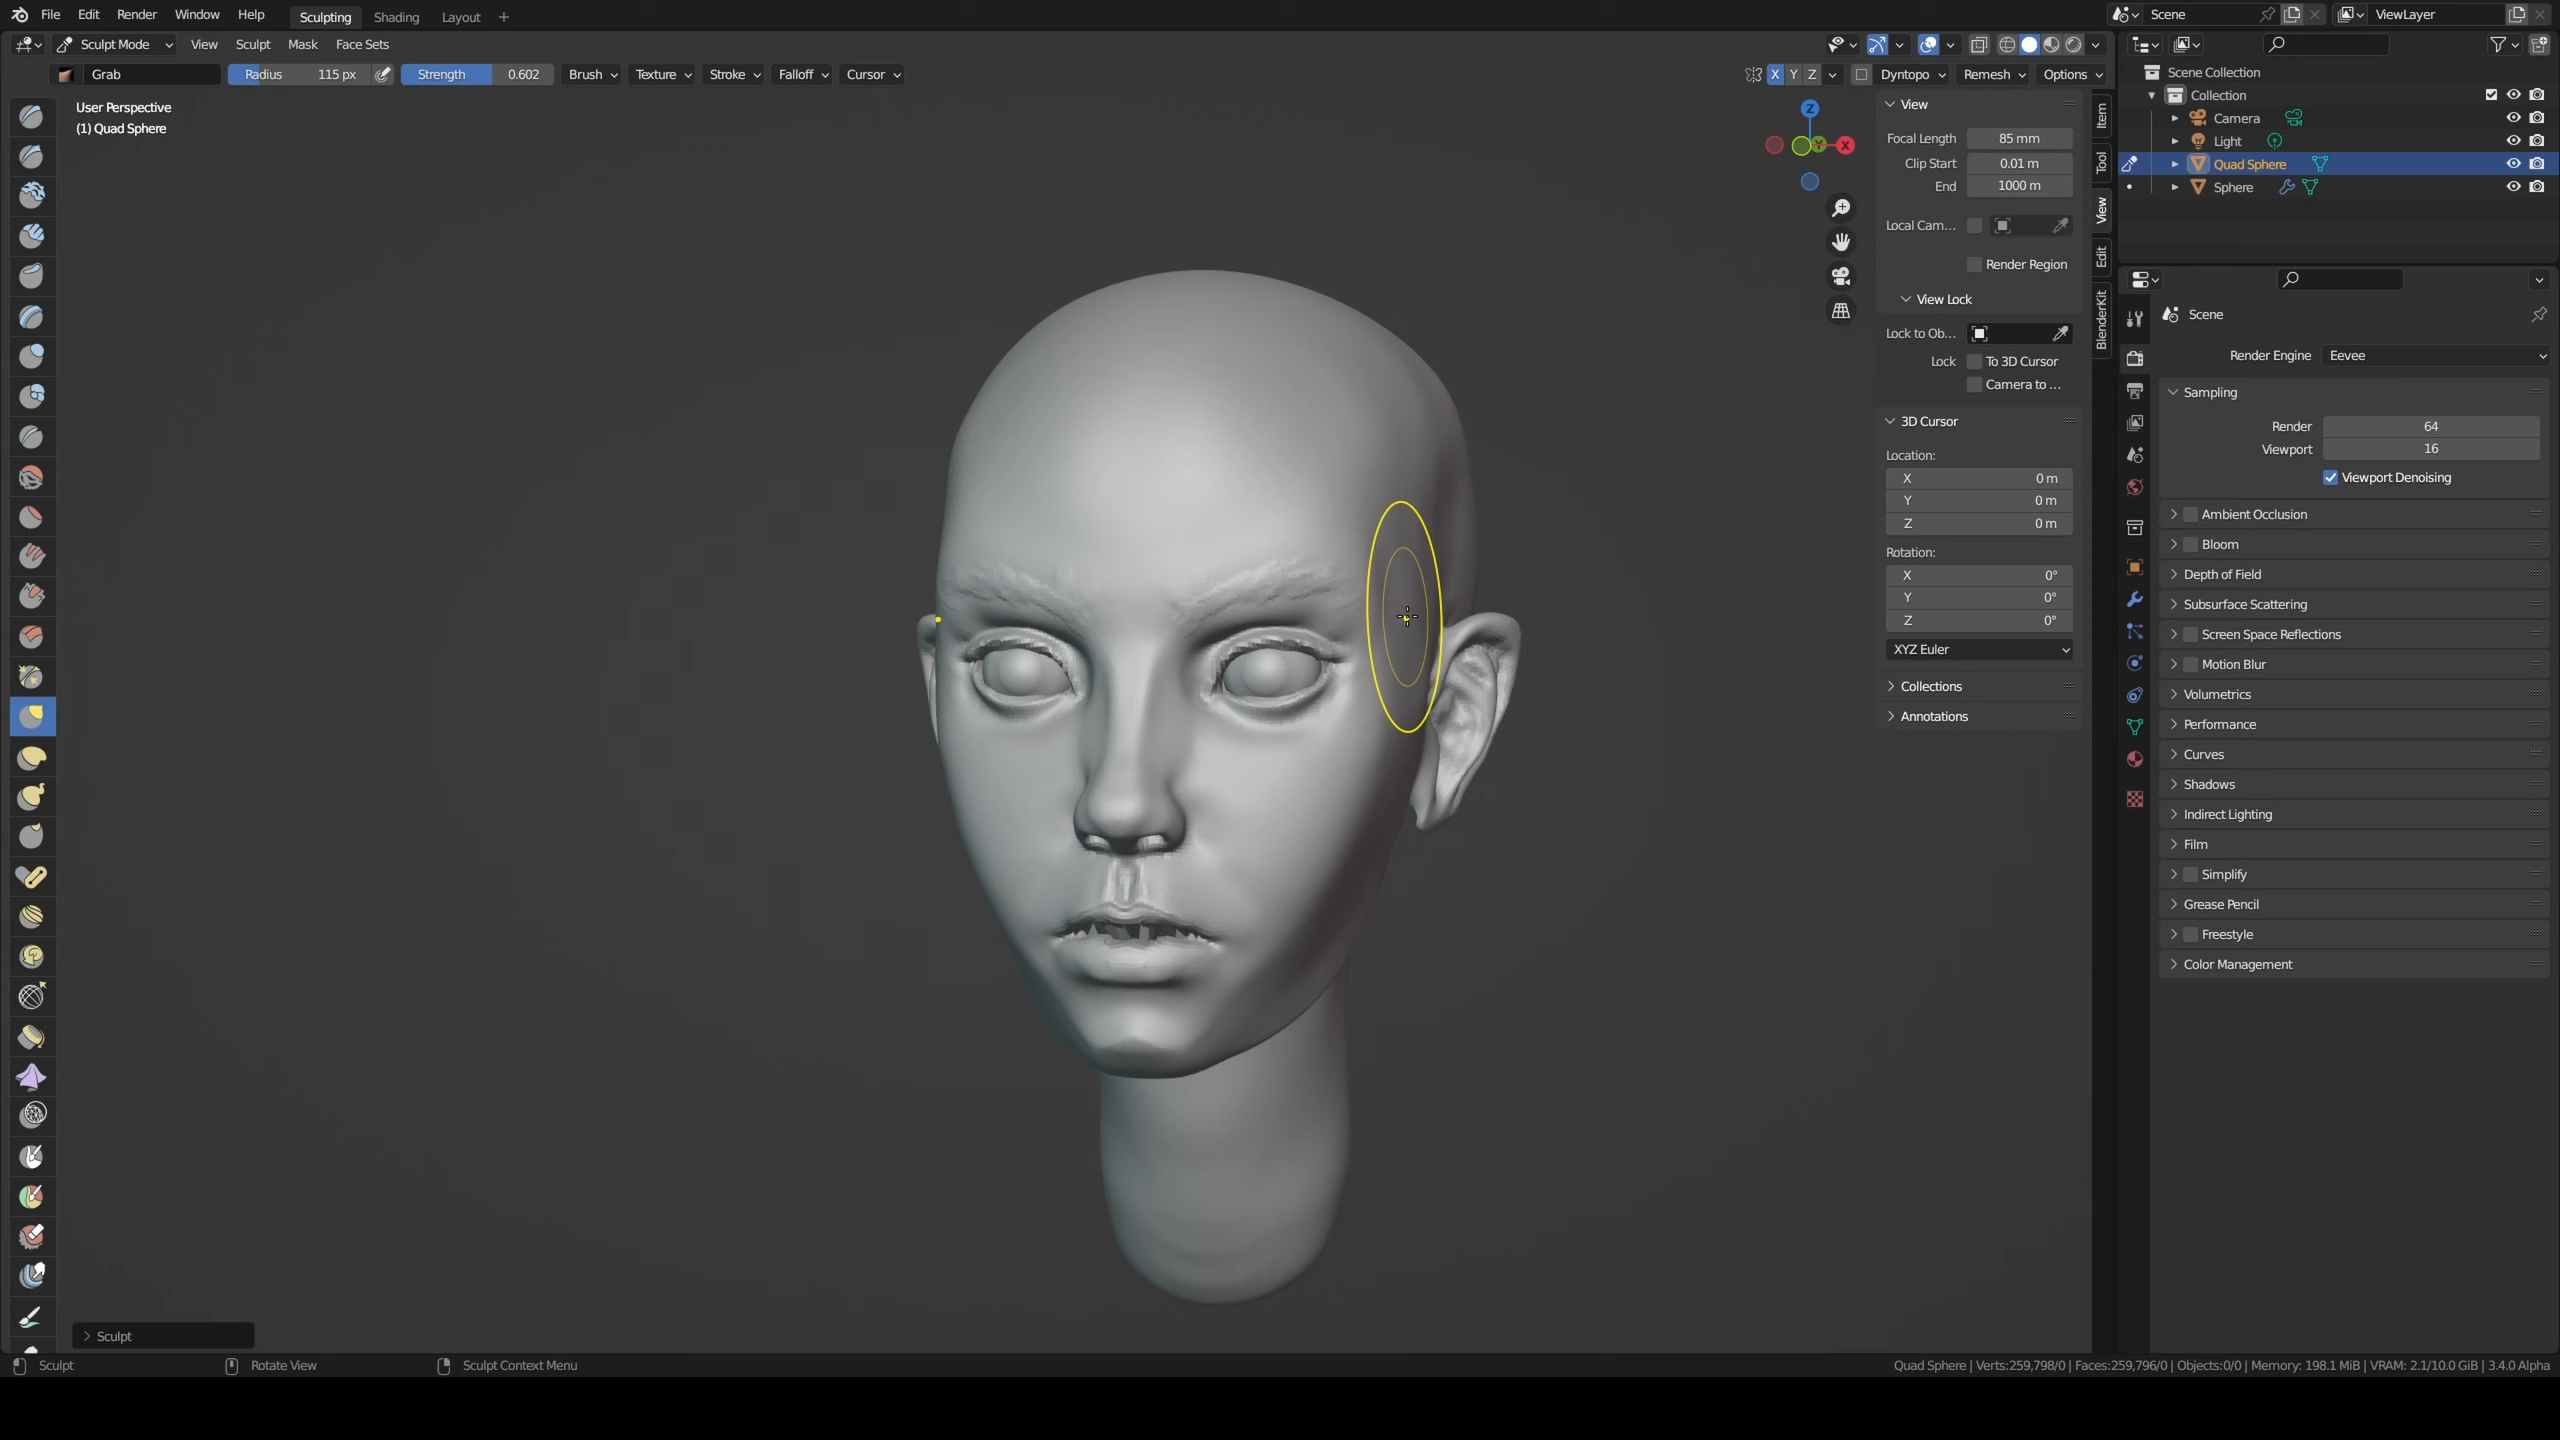 File Edit Render Window Help Sculpting Shading Layout +
Scene ViewLayer
Sculpt Mode View Sculpt Mask Face Sets
Grab Radius 115 px Strength 0.602 Brush Texture Stroke Falloff Cursor
X Y Z Dyntopo Remesh Options
User Perspective
(1) Quad Sphere
Z
X
View
Focal Length 85 mm
Clip Start 0.01 m
End 1000 m
Local Cam...
Render Region
View Lock
Lock to Ob...
Lock To 3D Cursor
Camera to ...
3D Cursor
Location:
X 0 m
Y 0 m
Z 0 m
Rotation:
X 0°
Y 0°
Z 0°
XYZ Euler
Collections
Annotations
Item
Tool
View
Edit
BlenderKit
Scene Collection
Collection
Camera
Light
Quad Sphere
Sphere
Scene
Render Engine Eevee
Sampling
Render 64
Viewport 16
Viewport Denoising
Ambient Occlusion
Bloom
Depth of Field
Subsurface Scattering
Screen Space Reflections
Motion Blur
Volumetrics
Performance
Curves
Shadows
Indirect Lighting
Film
Simplify
Grease Pencil
Freestyle
Color Management
Sculpt
Sculpt Rotate View Sculpt Context Menu
Quad Sphere | Verts:259,798/0 | Faces:259,796/0 | Objects:0/0 | Memory: 198.1 MiB | VRAM: 2.1/10.0 GiB | 3.4.0 Alpha